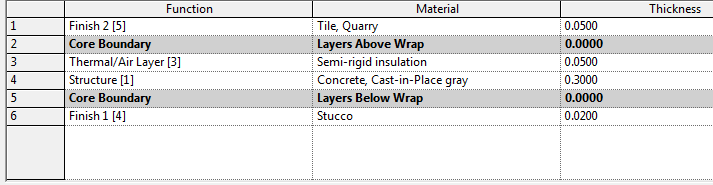 Function Material Thickness
1 Finish 2 [5] Tile, Quarry 0.0500
2 Core Boundary Layers Above Wrap 0.0000
3 Thermal/Air Layer [3] Semi-rigid insulation 0.0500
4 Structure [1] Concrete, Cast-in-Place gray 0.3000
5 Core Boundary Layers Below Wrap 0.0000
6 Finish 1 [4] Stucco 0.0200